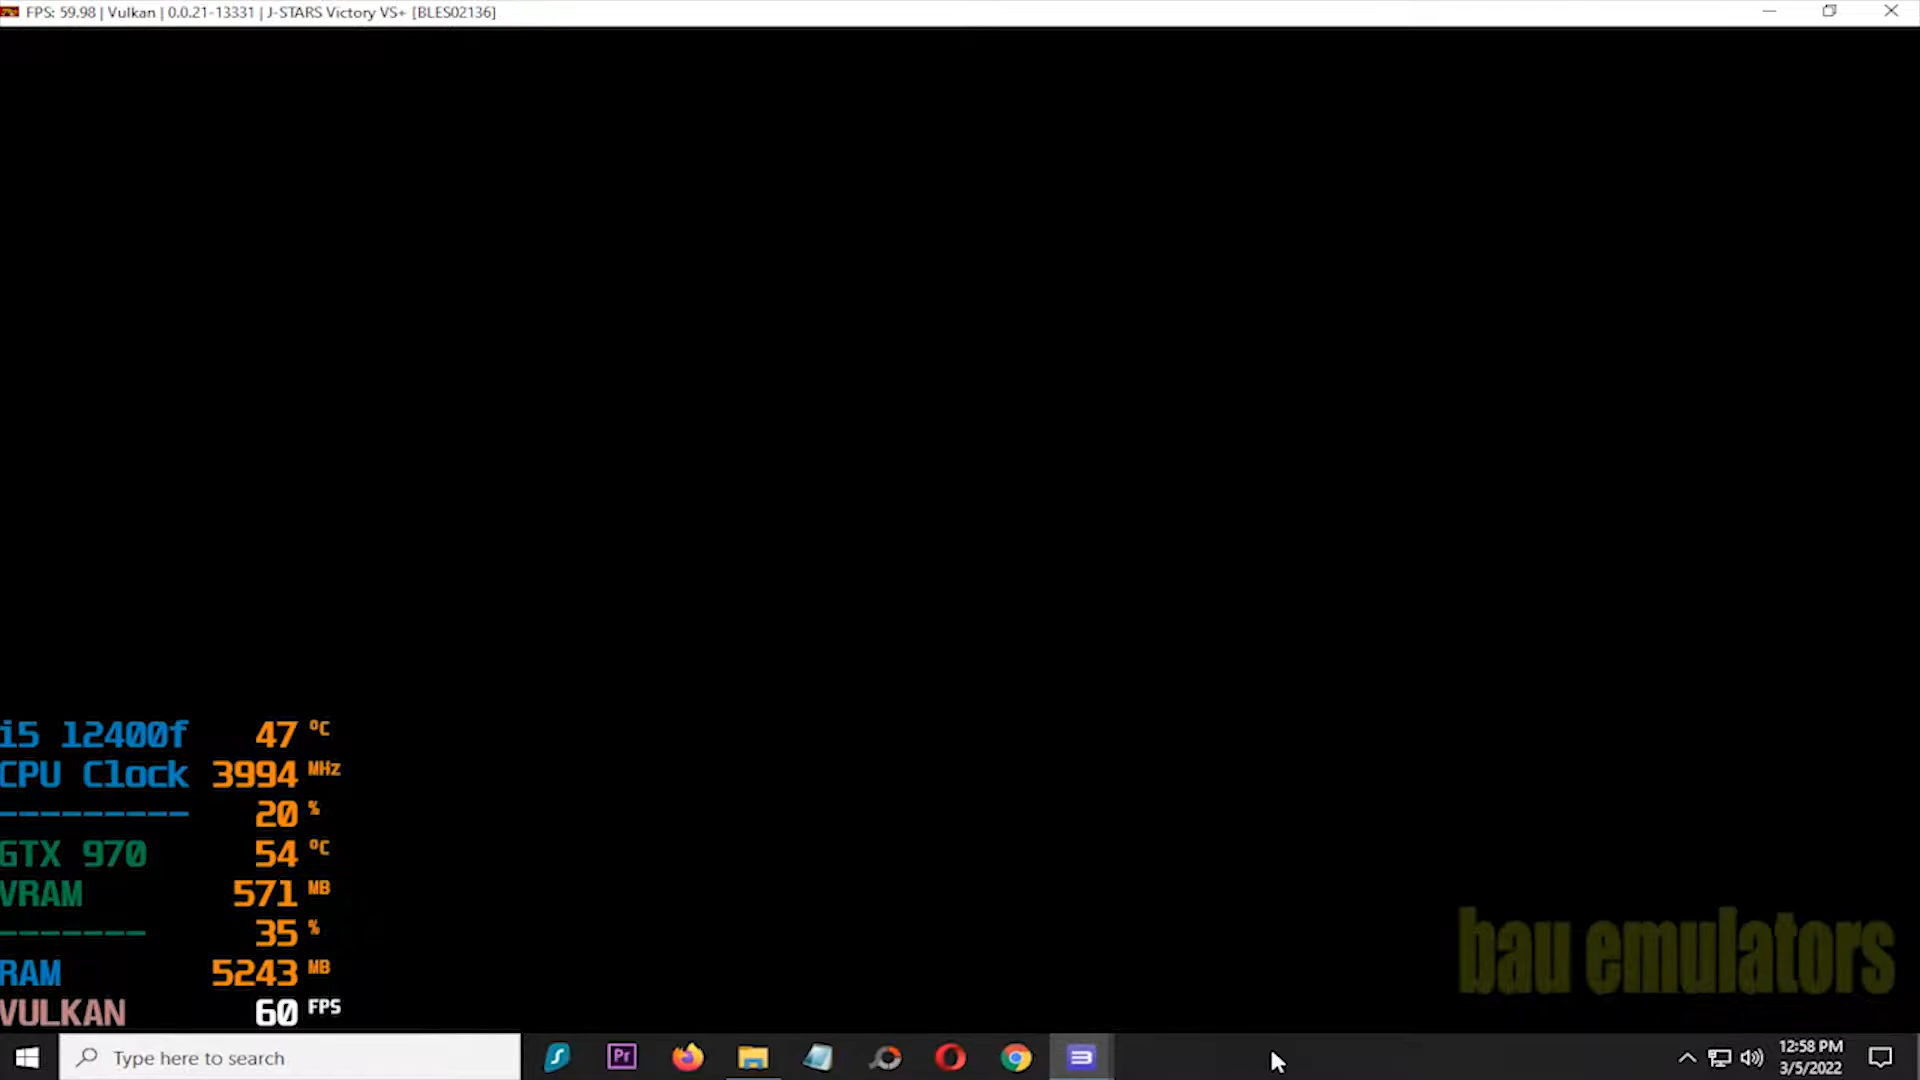 FPS: 59.98 | Vulkan | 0.0.21-13331 | J-STARS Victory VS+ [BLES02136]
i5 12400f 47 °C
CPU Clock 3994 MHz
--------- 20 %
GTX 970 54 °C
VRAM 571 MB
------- 35 %
RAM 5243 MB
VULKAN 60 FPS
bau emulators
Type here to search
Pr
12:58 PM
3/5/2022